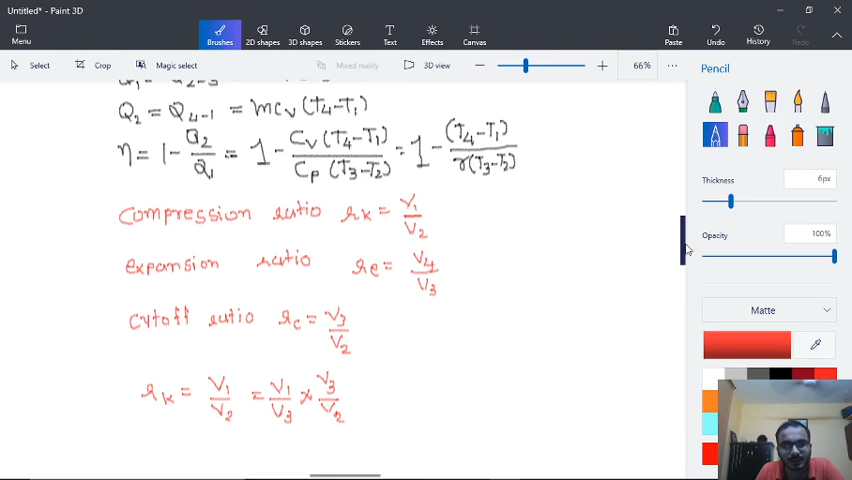 Untitled* - Paint 3D
Menu
Brushes
2D shapes
3D shapes
Stickers
Text
Effects
Canvas
Paste
Undo
History
Redo
Select
Crop
Magic select
Mixed reality
3D view
66%
Pencil
Q₂ = Q₄₋₁ = mCv(T₄-T₁)
η = 1 - Q₂/Q₁ = 1 - Cv(T₄-T₁)/Cp(T₃-T₂) = 1 - (T₄-T₁)/γ(T₃-T₂)
Compression ratio rk = V₁/V₂
Expansion ratio re = V₄/V₃
Cutoff ratio rc = V₃/V₂
rk = V₁/V₂ = V₁/V₃ × V₃/V₂
Thickness
6px
Opacity
100%
Matte